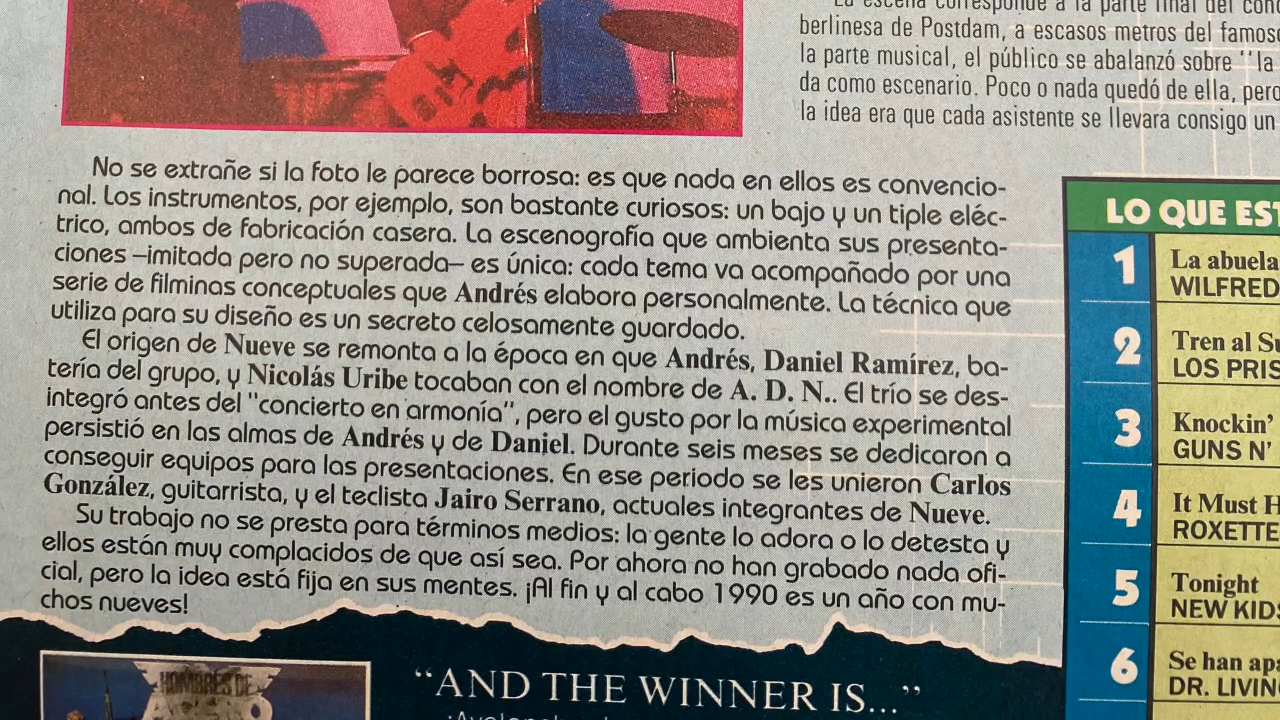 La escena corresponde a la parte final del
berlinesa de Postdam, a escasos metros del
la parte musical, el público se abalanzó sobre "la
da como escenario. Poco o nada quedó de ella, pero
la idea era que cada asistente se llevara consigo un
No se extrañe si la foto le parece borrosa: es que nada en ellos es convencio-
nal. Los instrumentos, por ejemplo, son bastante curiosos: un bajo y un tiple eléc-
trico, ambos de fabricación casera. La escenografía que ambienta sus presenta-
ciones –imitada pero no superada– es única: cada tema va acompañado por una
serie de filminas conceptuales que Andrés elabora personalmente. La técnica que
utiliza para su diseño es un secreto celosamente guardado.
El origen de Nueve se remonta a la época en que Andrés, Daniel Ramírez, ba-
tería del grupo, y Nicolás Uribe tocaban con el nombre de A. D. N.. El trío se des-
integró antes del "concierto en armonía", pero el gusto por la música experimental
persistió en las almas de Andrés y de Daniel. Durante seis meses se dedicaron a
conseguir equipos para las presentaciones. En ese periodo se les unieron Carlos
González, guitarrista, y el teclista Jairo Serrano, actuales integrantes de Nueve.
Su trabajo no se presta para términos medios: la gente lo adora o lo detesta y
ellos están muy complacidos de que así sea. Por ahora no han grabado nada ofi-
cial, pero la idea está fija en sus mentes. ¡Al fin y al cabo 1990 es un año con mu-
chos nueves!
LO QUE
1 La abuela
WILFRED
2 Tren al
LOS
3 Knockin'
GUNS N'
4 It Must
ROXETTE
5 Tonight
NEW
6 Se han
DR.
HOMBRES DE
"AND THE WINNER IS..."